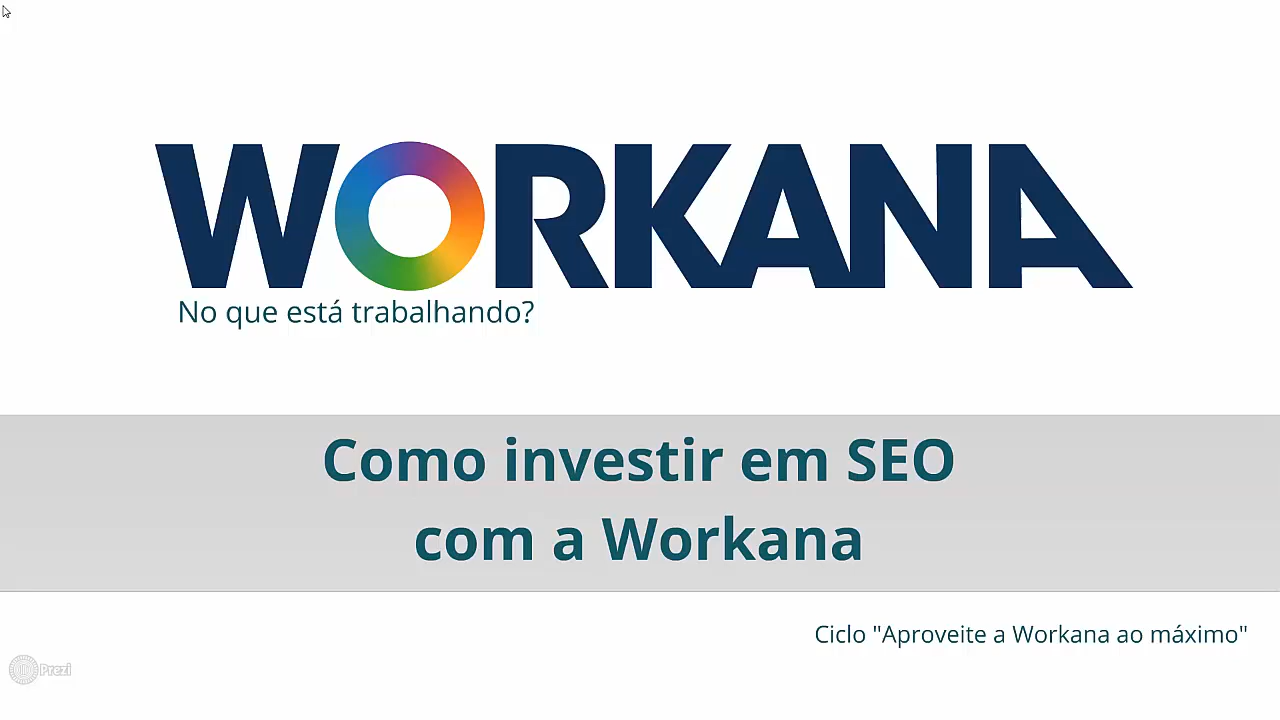 WORKANA
No que está trabalhando?
Como investir em SEO
com a Workana
Ciclo "Aproveite a Workana ao máximo"
Prezi